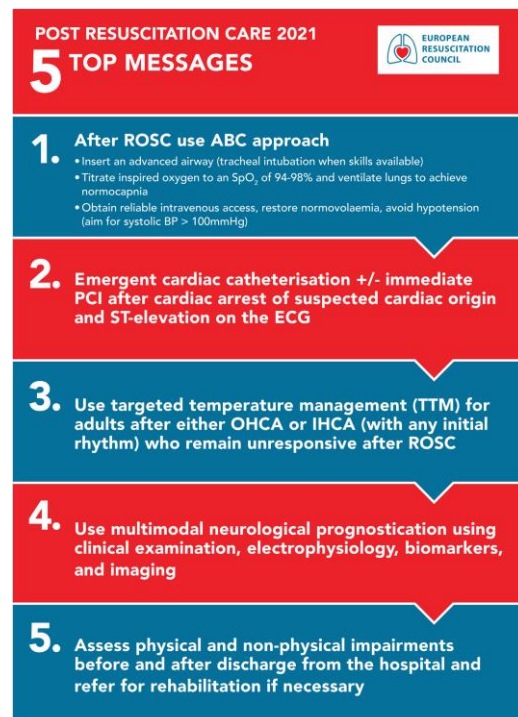 POST RESUSCITATION CARE 2021
5 TOP MESSAGES
EUROPEAN
RESUSCITATION
COUNCIL
1. After ROSC use ABC approach
• Insert an advanced airway (tracheal intubation when skills available)
• Titrate inspired oxygen to an SpO₂ of 94-98% and ventilate lungs to achieve
normocapnia
• Obtain reliable intravenous access, restore normovolaemia, avoid hypotension
(aim for systolic BP > 100mmHg)
2. Emergent cardiac catheterisation +/- immediate
PCI after cardiac arrest of suspected cardiac origin
and ST-elevation on the ECG
3. Use targeted temperature management (TTM) for
adults after either OHCA or IHCA (with any initial
rhythm) who remain unresponsive after ROSC
4. Use multimodal neurological prognostication using
clinical examination, electrophysiology, biomarkers,
and imaging
5. Assess physical and non-physical impairments
before and after discharge from the hospital and
refer for rehabilitation if necessary